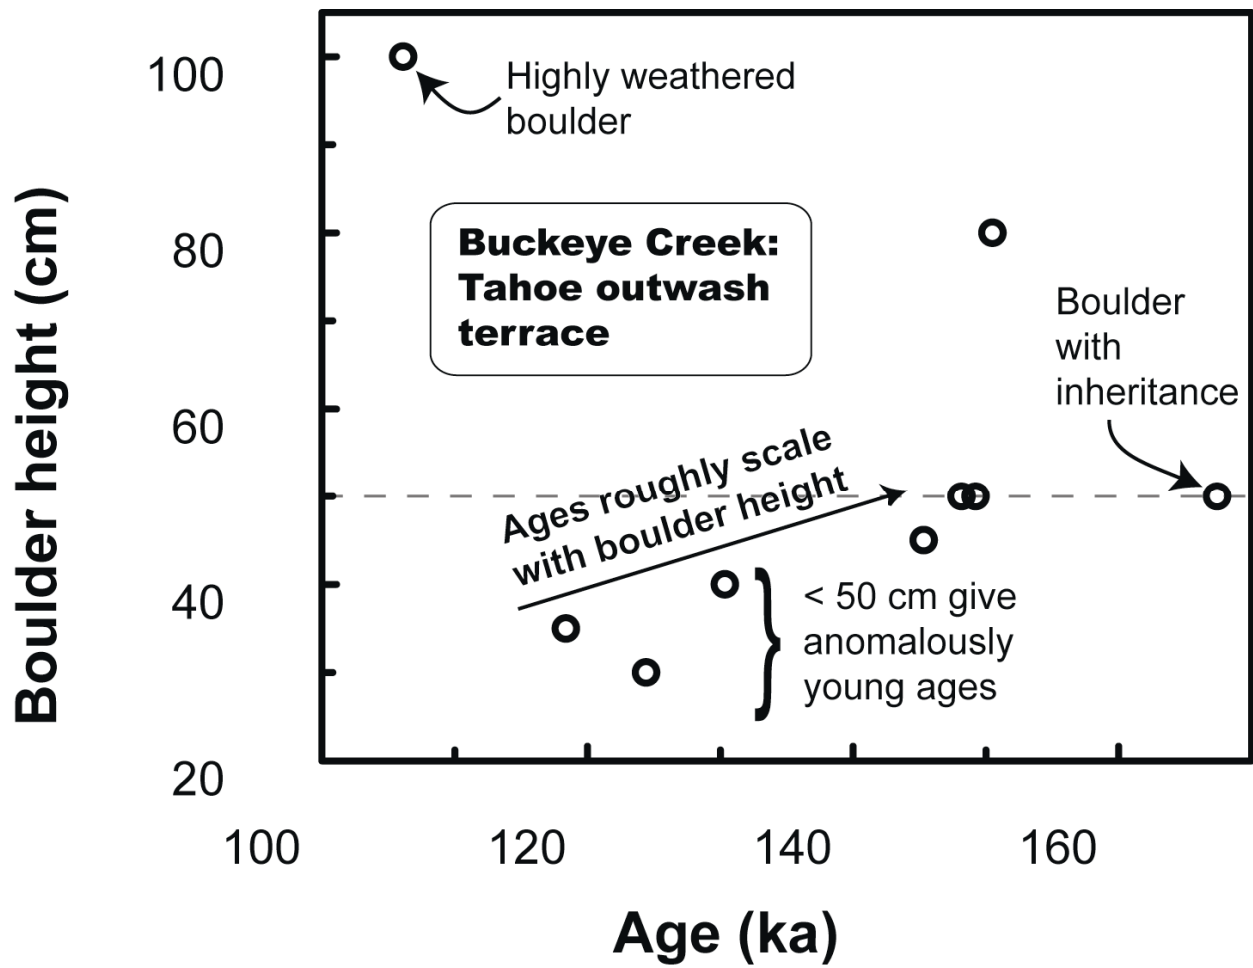 100
80
60
40
20
Boulder height (cm)
Highly weathered
boulder
Buckeye Creek:
Tahoe outwash
terrace
Boulder
with
inheritance
Ages roughly scale
with boulder height
} < 50 cm give
anomalously
young ages
100 120 140 160
Age (ka)